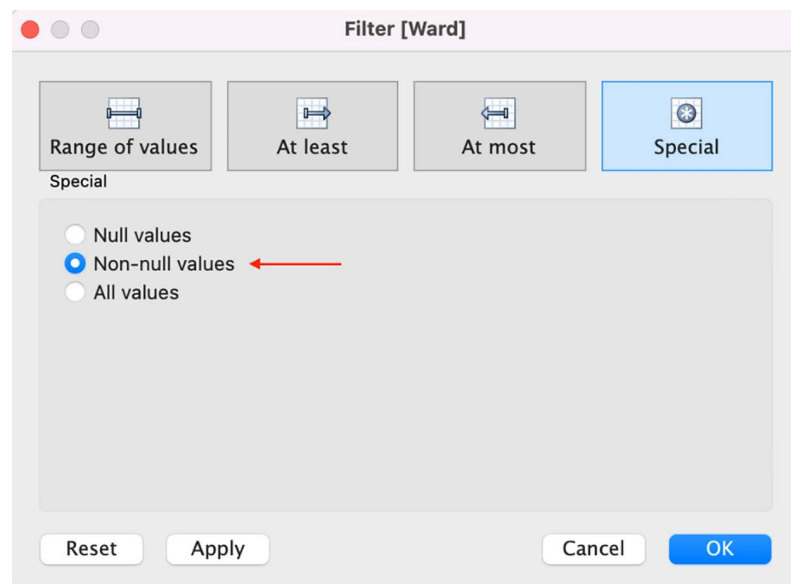 Filter [Ward]
Range of values
At least
At most
Special
Special
Null values
Non-null values
All values
Reset
Apply
Cancel
OK